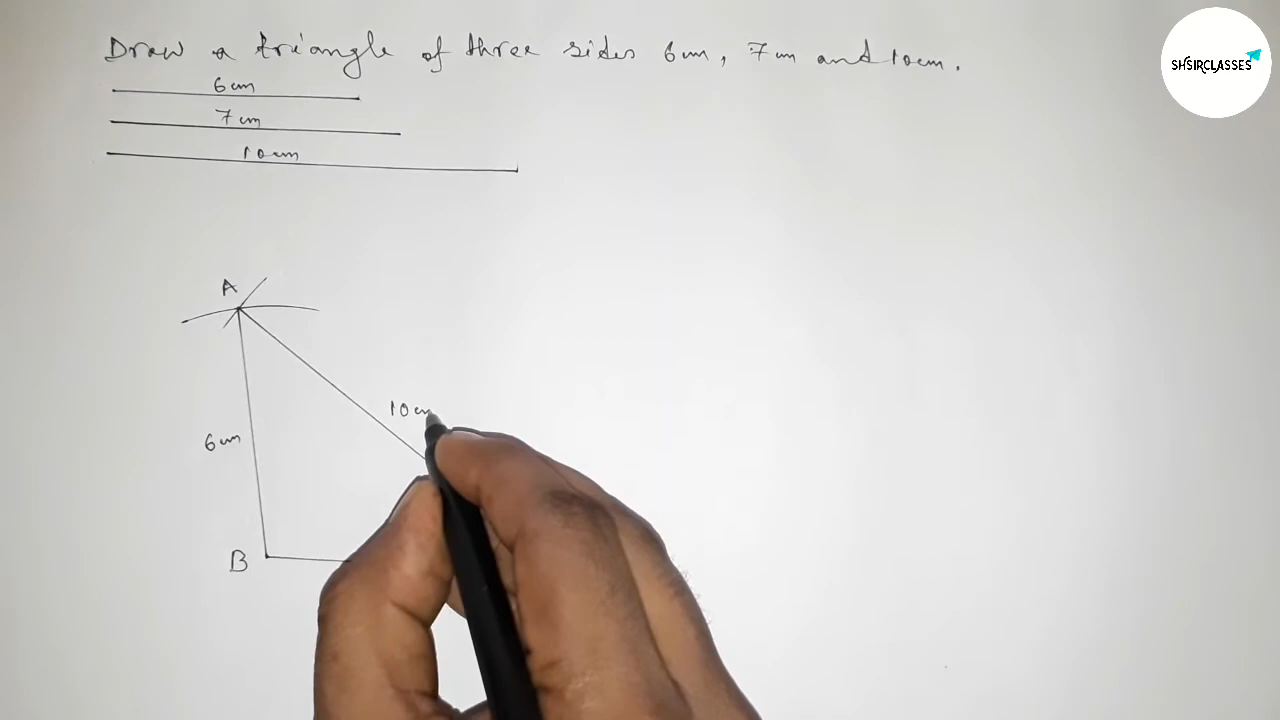 Draw a triangle of three sides 6cm, 7cm and 10cm.
6cm
7cm
10cm
SHSIRCLASSES
A
10cm
6cm
B